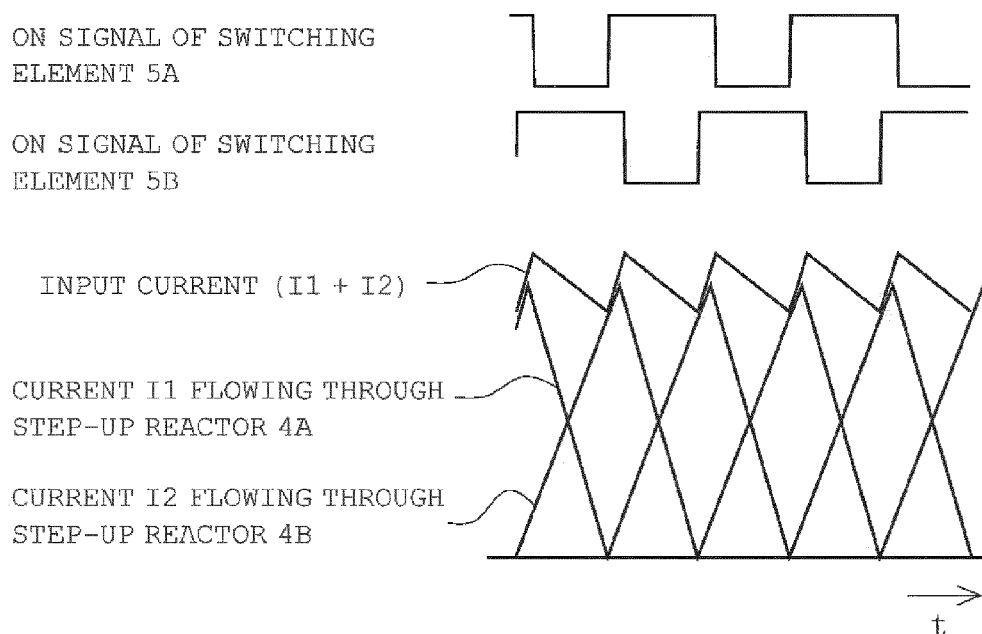 ON SIGNAL OF SWITCHING
ELEMENT 5A
ON SIGNAL OF SWITCHING
ELEMENT 5B
INPUT CURRENT (I1 + I2)
CURRENT I1 FLOWING THROUGH
STEP-UP REACTOR 4A
CURRENT I2 FLOWING THROUGH
STEP-UP REACTOR 4B
t